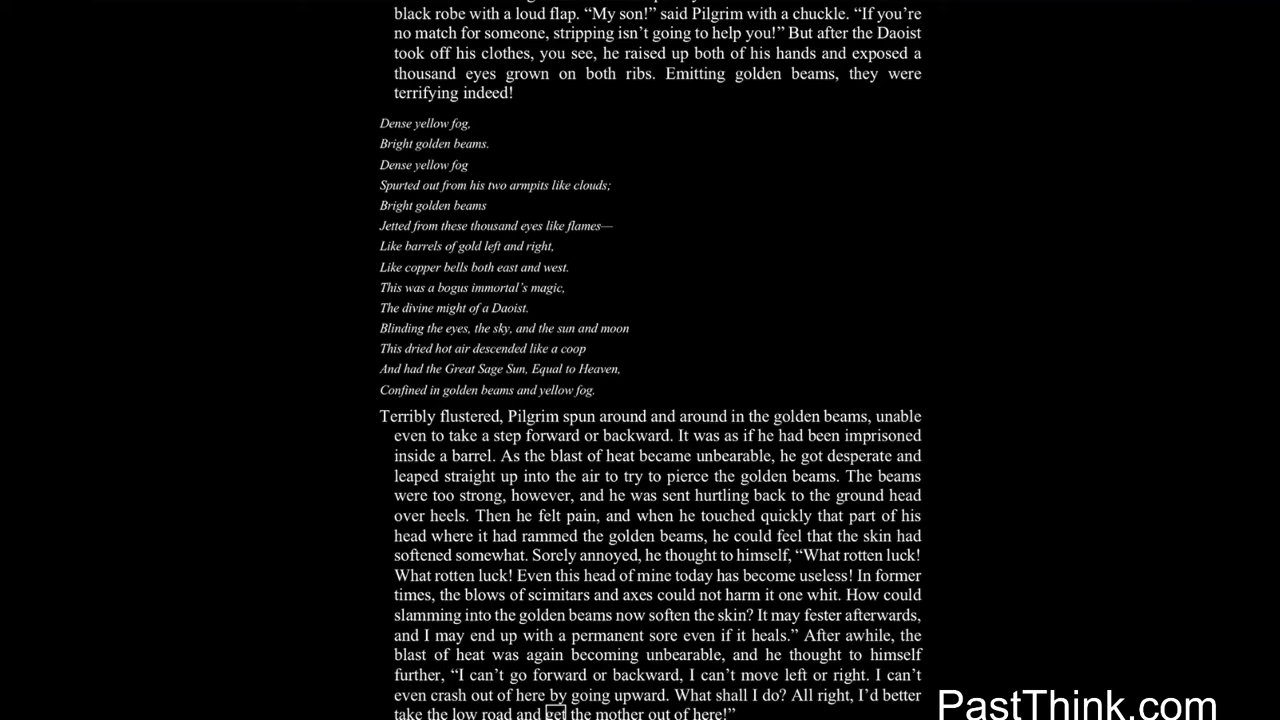 black robe with a loud flap. “My son!” said Pilgrim with a chuckle. “If you’re
no match for someone, stripping isn’t going to help you!” But after the Daoist
took off his clothes, you see, he raised up both of his hands and exposed a
thousand eyes grown on both ribs. Emitting golden beams, they were
terrifying indeed!
Dense yellow fog,
Bright golden beams.
Dense yellow fog
Spurted out from his two armpits like clouds;
Bright golden beams
Jetted from these thousand eyes like flames—
Like barrels of gold left and right,
Like copper bells both east and west.
This was a bogus immortal’s magic,
The divine might of a Daoist.
Blinding the eyes, the sky, and the sun and moon
This dried hot air descended like a coop
And had the Great Sage Sun, Equal to Heaven,
Confined in golden beams and yellow fog.
Terribly flustered, Pilgrim spun around and around in the golden beams, unable
even to take a step forward or backward. It was as if he had been imprisoned
inside a barrel. As the blast of heat became unbearable, he got desperate and
leaped straight up into the air to try to pierce the golden beams. The beams
were too strong, however, and he was sent hurtling back to the ground head
over heels. Then he felt pain, and when he touched quickly that part of his
head where it had rammed the golden beams, he could feel that the skin had
softened somewhat. Sorely annoyed, he thought to himself, “What rotten luck!
What rotten luck! Even this head of mine today has become useless! In former
times, the blows of scimitars and axes could not harm it one whit. How could
slamming into the golden beams now soften the skin? It may fester afterwards,
and I may end up with a permanent sore even if it heals.” After awhile, the
blast of heat was again becoming unbearable, and he thought to himself
further, “I can’t go forward or backward, I can’t move left or right. I can’t
even crash out of here by going upward. What shall I do? All right, I’d better
take the low road and get the mother out of here!”
PastThink.com